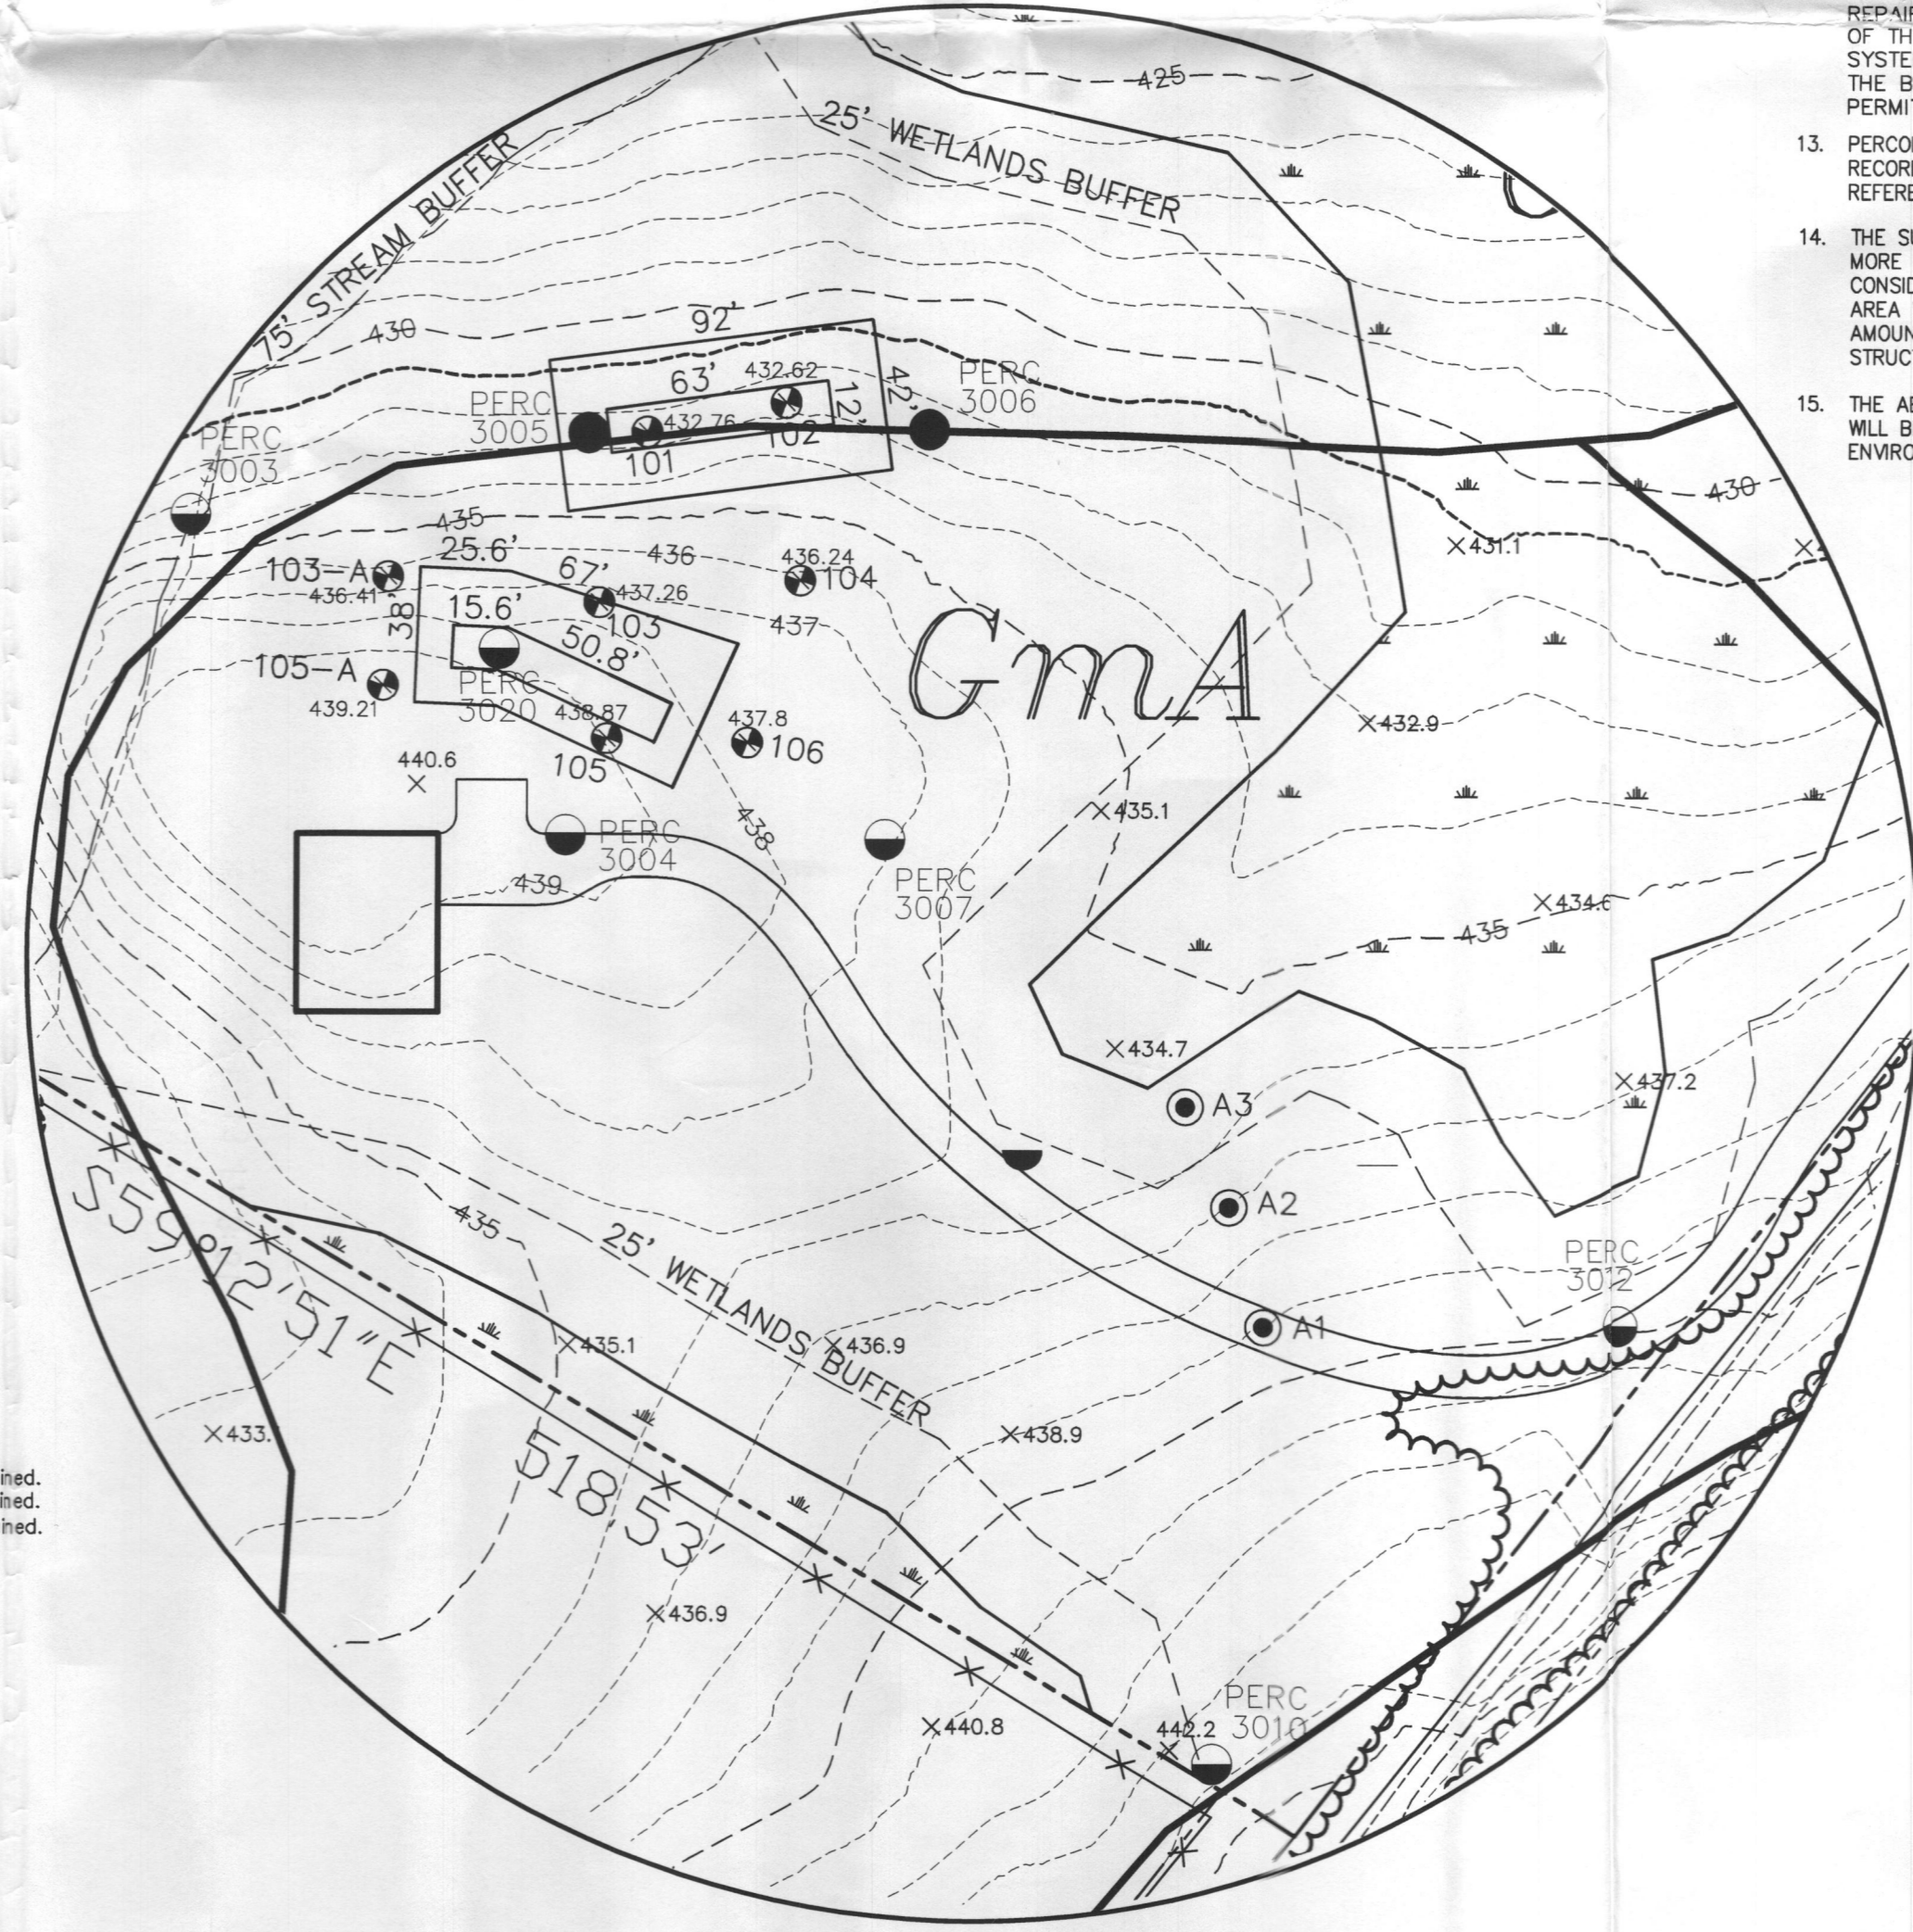 425
25' WETLANDS BUFFER
75' STREAM BUFFER
430
92'
63'
432.62
12'
42'
PERC
3006
PERC
3005
432.76
102
101
PERC
3003
430
435
25.6'
436
436.24
104
103-A
436.41
67'
437.26
103
38'
15.6'
50.8'
437
431.1
GmA
105-A
439.21
PERC
3020
438.87
105
437.8
106
432.9
440.6
438
435.1
PERC
3004
439
PERC
3007
434.6
435
434.7
437.2
A3
A2
A1
PERC
3012
S59°12'51"E
435
25' WETLANDS BUFFER
435.1
436.9
433.
518.53'
438.9
436.9
440.8
442.2
PERC
3010
ined.
ined.
ined.
REPAIR
OF TH
SYSTE
THE B
PERMIT
13. PERCO
RECOR
REFERE
14. THE SU
MORE
CONSID
AREA
AMOUN
STRUC
15. THE AB
WILL B
ENVIRO